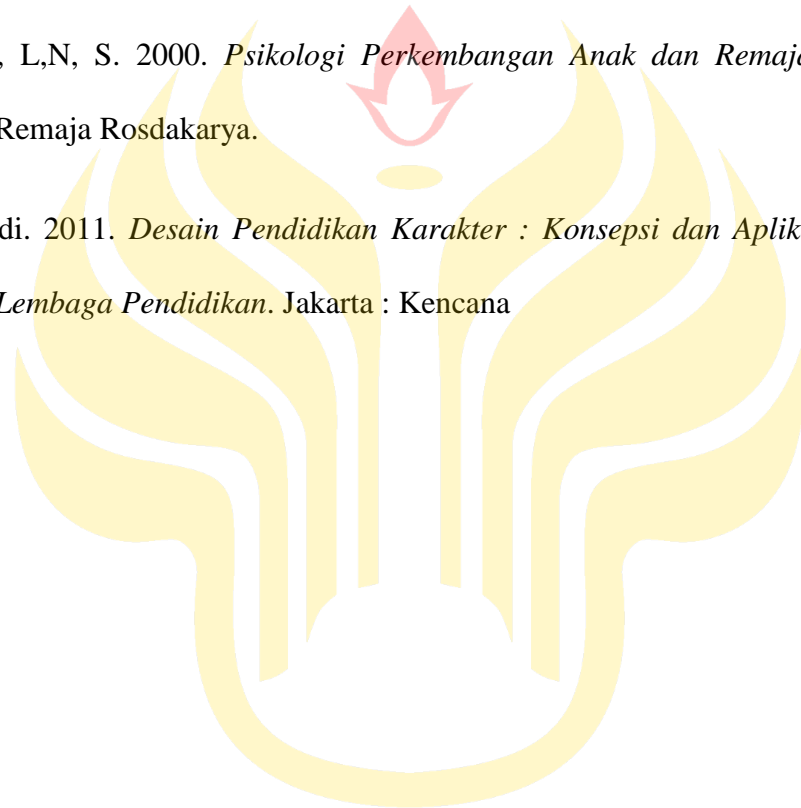 , L,N, S. 2000. Psikologi Perkembangan Anak dan Remaja
Remaja Rosdakarya.
di. 2011. Desain Pendidikan Karakter : Konsepsi dan Aplik
Lembaga Pendidikan. Jakarta : Kencana